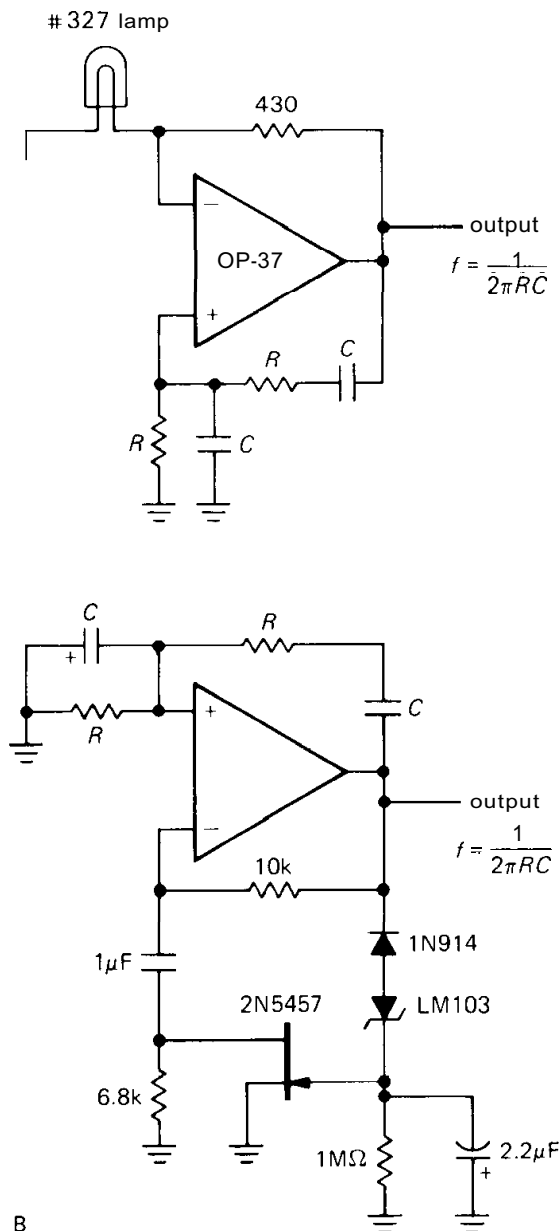 #327 lamp
430
−
OP-37
+
output
f = 1/2πRC
R
C
R
C
C
R
+
R
C
+
−
output
f = 1/2πRC
10k
1N914
1μF
2N5457
LM103
6.8k
1MΩ
2.2μF
+
B